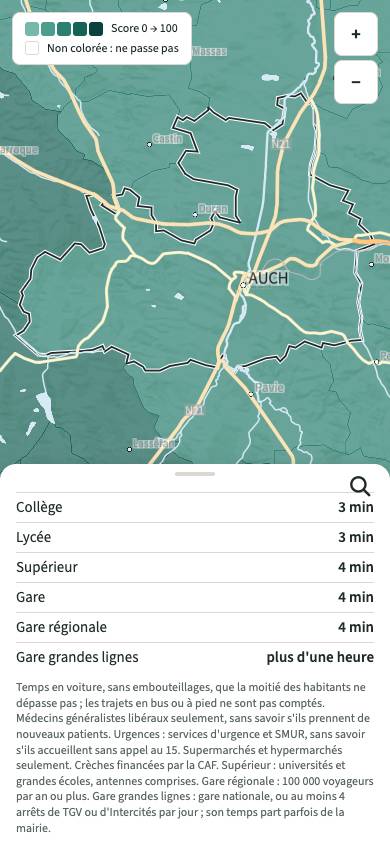 Score 0 → 100
Non colorée : ne passe pas
+
−
Massas
Castin
N21
Duran
AUCH
Pavie
N21
Collège 3 min
Lycée 3 min
Supérieur 4 min
Gare 4 min
Gare régionale 4 min
Gare grandes lignes plus d'une heure
Temps en voiture, sans embouteillages, que la moitié des habitants ne
dépasse pas ; les trajets en bus ou à pied ne sont pas comptés.
Médecins généralistes libéraux seulement, sans savoir s'ils prennent de
nouveaux patients. Urgences : services d'urgence et SMUR, sans savoir
s'ils accueillent sans appel au 15. Supermarchés et hypermarchés
seulement. Crèches financées par la CAF. Supérieur : universités et
grandes écoles, antennes comprises. Gare régionale : 100 000 voyageurs
par an ou plus. Gare grandes lignes : gare nationale, ou au moins 4
arrêts de TGV ou d'Intercités par jour ; son temps part parfois de la
mairie.